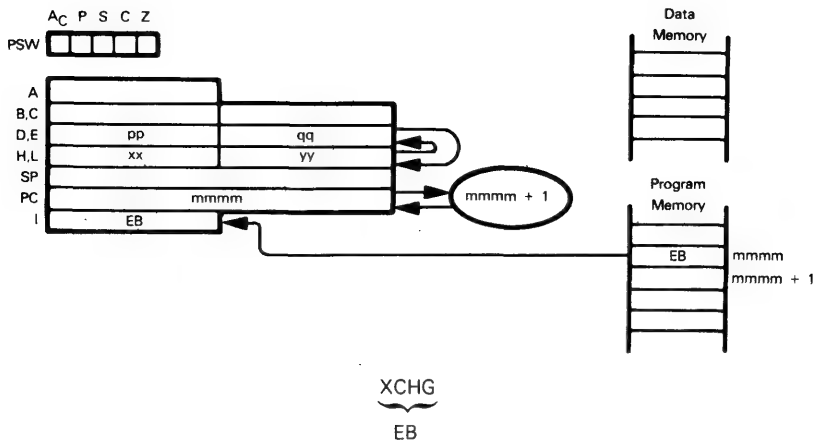 A_C P S C Z
PSW
Data
Memory
A
B,C
D,E pp qq
H,L xx yy
SP
PC mmmm mmmm + 1
I EB
Program
Memory
EB mmmm
mmmm + 1
XCHG
EB